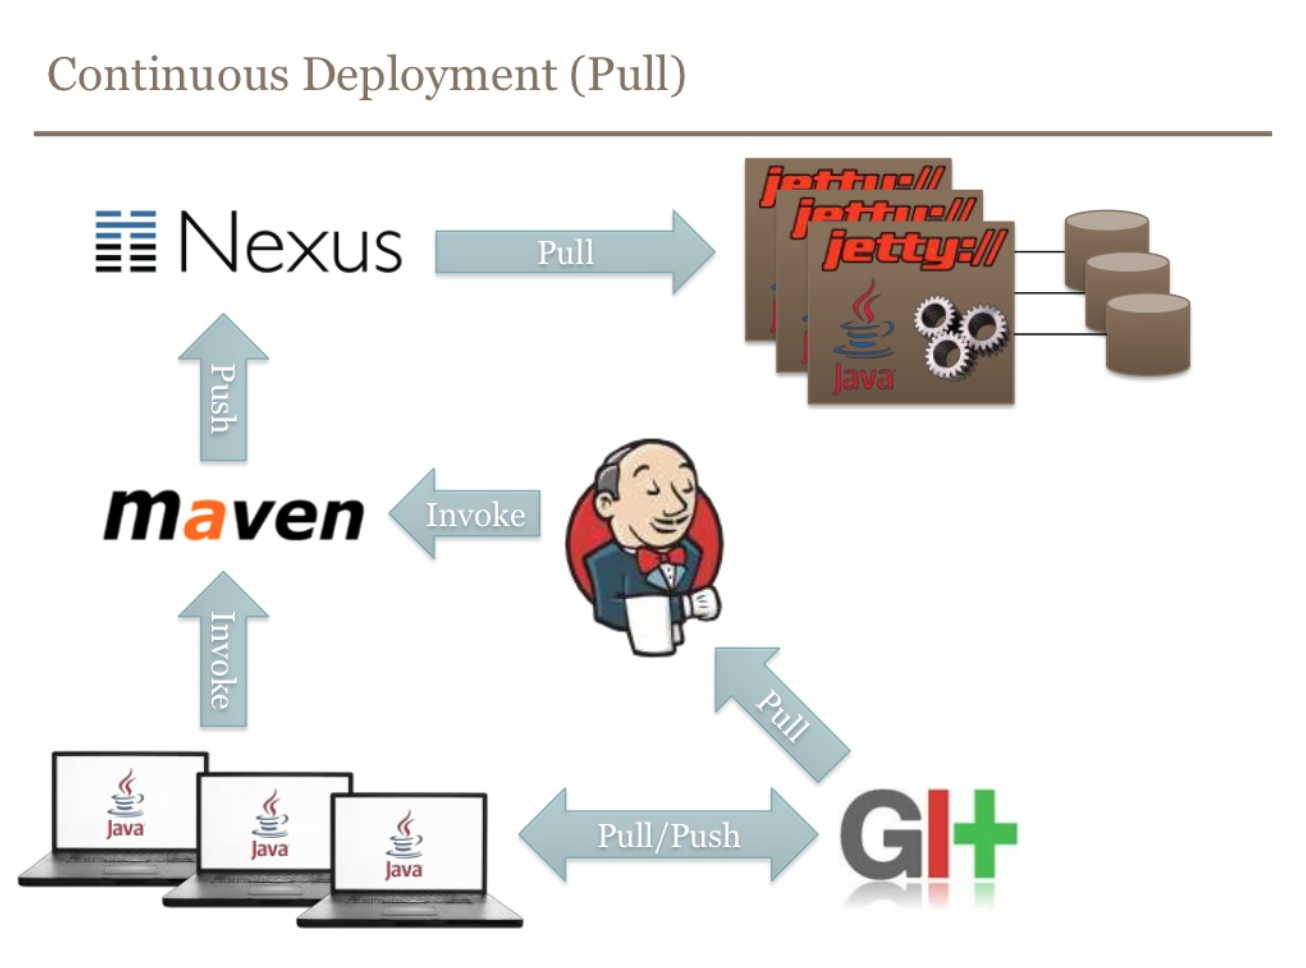 Continuous Deployment (Pull)
Nexus
Pull
jetty://
jetty://
jetty://
Java
Push
maven
Invoke
Invoke
Pull
Java
Java
Java
Pull/Push
GIt